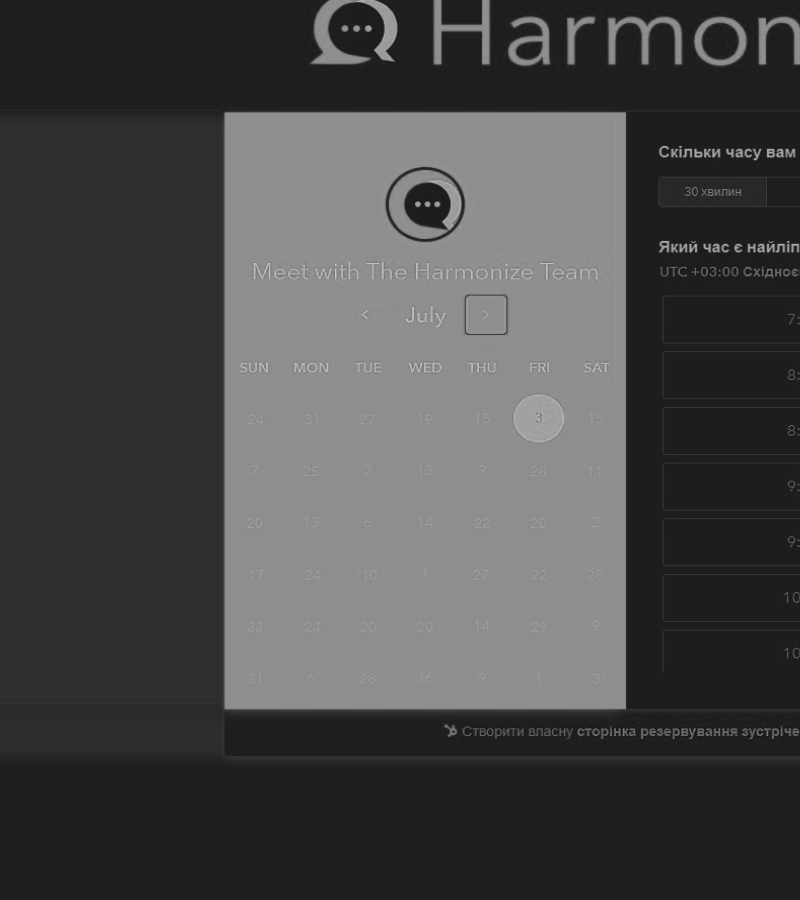 Harmon
Meet with The Harmonize Team
July
SUN MON TUE WED THU FRI SAT
24 31 27 19 15 3 15
7 25 7 13 9 28 11
20 13 6 14 22 20 2
17 24 10 1 27 22 28
22 24 20 20 14 29 9
31 6 28 16 9 1 3
Скільки часу вам
30 хвилин
Який час є найліп
UTC +03:00 Східноє
7:
8:
8:
9:
9:
10
10
Створити власну сторінка резервування зустріче